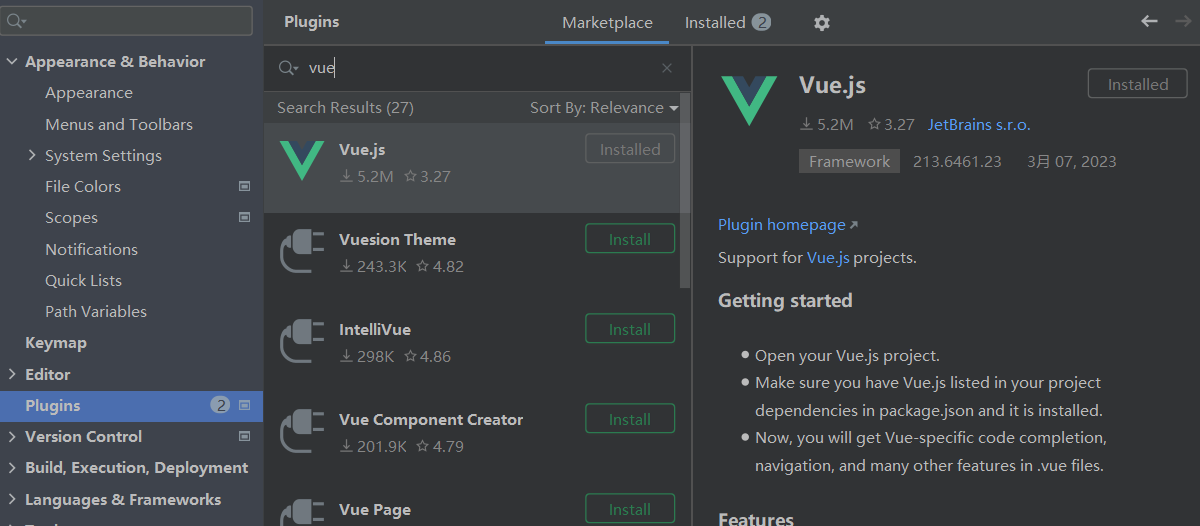 Plugins
Marketplace
Installed 2
Appearance & Behavior
Appearance
Menus and Toolbars
System Settings
File Colors
Scopes
Notifications
Quick Lists
Path Variables
Keymap
Editor
Plugins 2
Version Control
Build, Execution, Deployment
Languages & Frameworks
vue
Search Results (27) Sort By: Relevance
Vue.js Installed
5.2M 3.27
Vuesion Theme Install
243.3K 4.82
IntelliVue Install
298K 4.86
Vue Component Creator Install
201.9K 4.79
Vue Page Install
Vue.js Installed
5.2M 3.27 JetBrains s.r.o.
Framework 213.6461.23 3月 07, 2023
Plugin homepage
Support for Vue.js projects.
Getting started
Open your Vue.js project.
Make sure you have Vue.js listed in your project
dependencies in package.json and it is installed.
Now, you will get Vue-specific code completion,
navigation, and many other features in .vue files.
Features